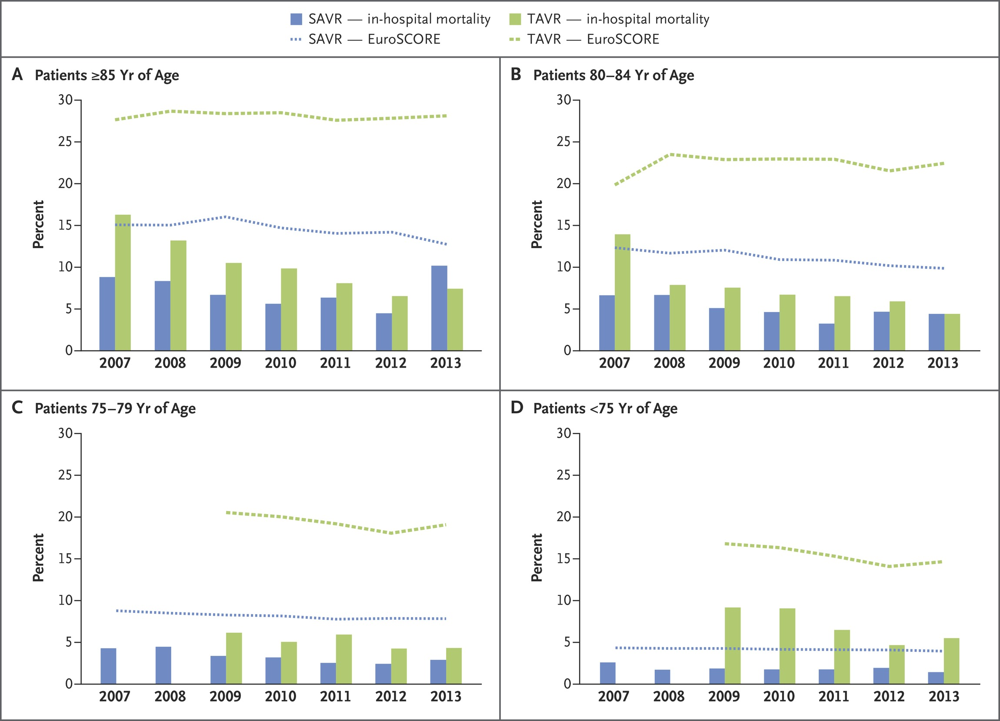 SAVR — in-hospital mortality
TAVR — in-hospital mortality
SAVR — EuroSCORE
TAVR — EuroSCORE
A Patients ≥85 Yr of Age
30
25
20
15
10
5
0
Percent
2007 2008 2009 2010 2011 2012 2013
B Patients 80–84 Yr of Age
30
25
20
15
10
5
0
Percent
2007 2008 2009 2010 2011 2012 2013
C Patients 75–79 Yr of Age
30
25
20
15
10
5
0
Percent
2007 2008 2009 2010 2011 2012 2013
D Patients <75 Yr of Age
30
25
20
15
10
5
0
Percent
2007 2008 2009 2010 2011 2012 2013